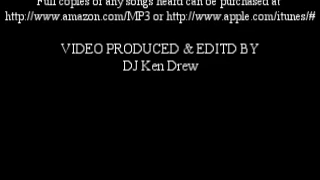 Full copies of any songs heard can be purchased at
http://www.amazon.com/MP3 or http://www.apple.com/itunes/#
VIDEO PRODUCED & EDITD BY
DJ Ken Drew